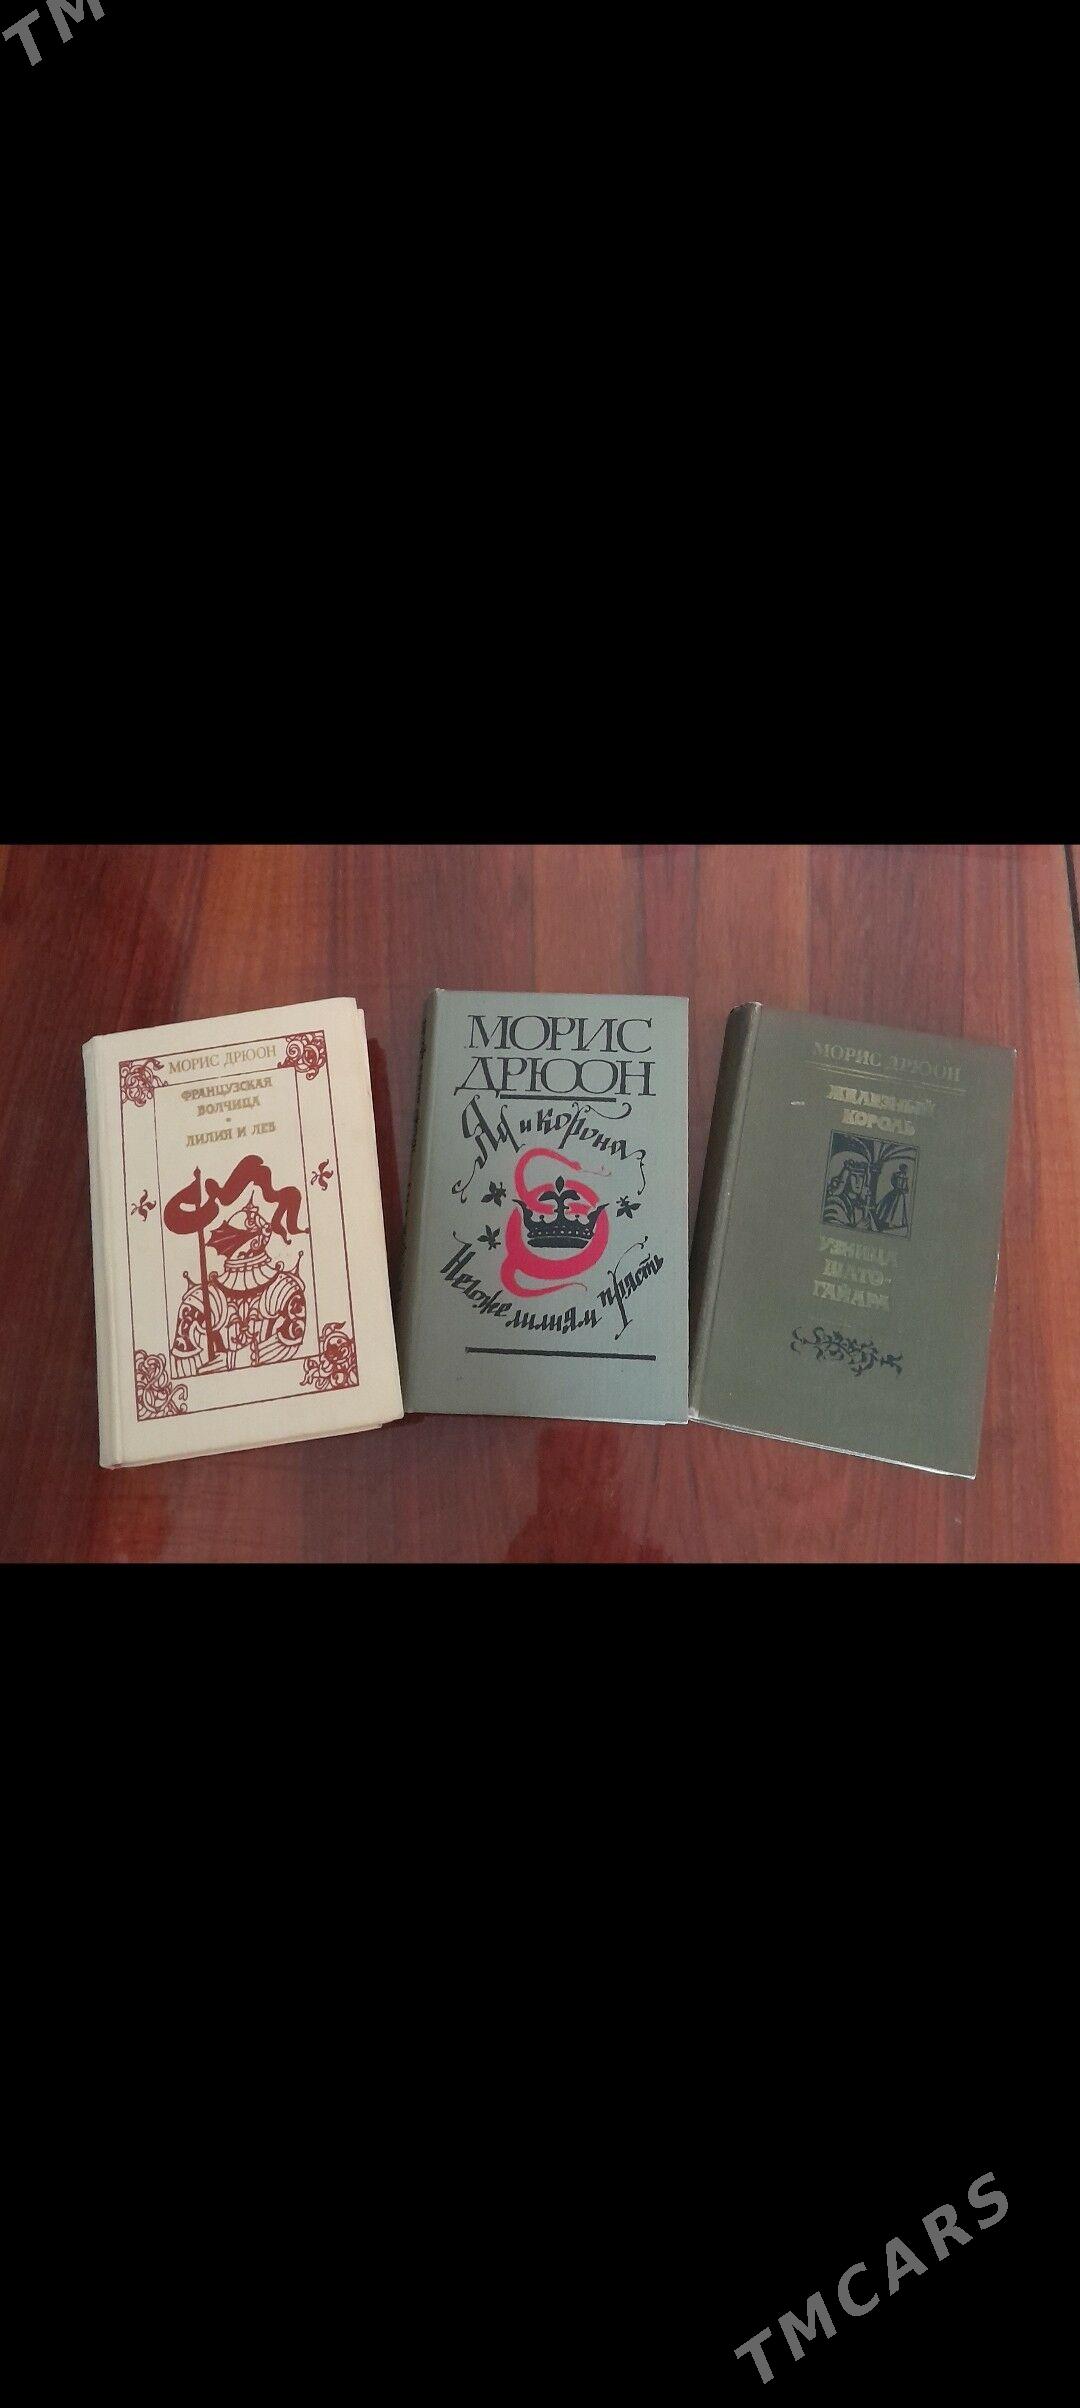 TM
МОРИС ДРЮОН
ФРАНЦУЗСКАЯ
ВОЛЧИЦА
ЛИЛИЯ И ЛЕВ
МОРИС
ДРЮОН
Яд и корона
Негоже лилиям прясть
МОРИС ДРЮОН
ЖЕЛЕЗНЫЙ
КОРОЛЬ
УЗНИЦА
ШАТО-
ГАЙАРА
TMCARS